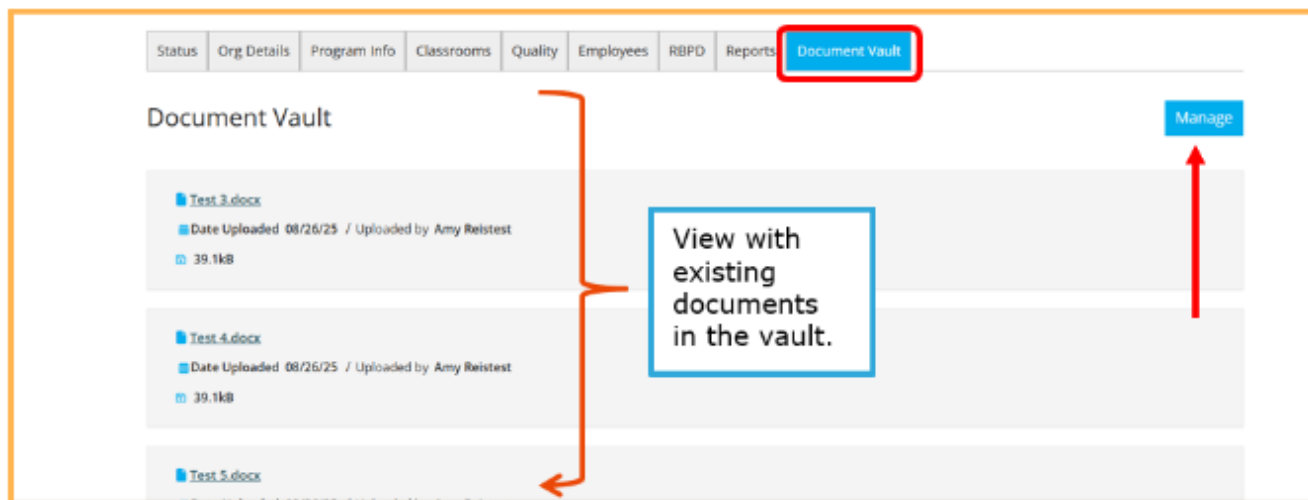 Status Org Details Program Info Classrooms Quality Employees RBPD Reports Document Vault
Document Vault
Manage
Test 3.docx
Date Uploaded 08/26/25 / Uploaded by Amy Reistest
39.1kB
View with
existing
documents
in the vault.
Test 4.docx
Date Uploaded 08/26/25 / Uploaded by Amy Reistest
39.1kB
Test 5.docx